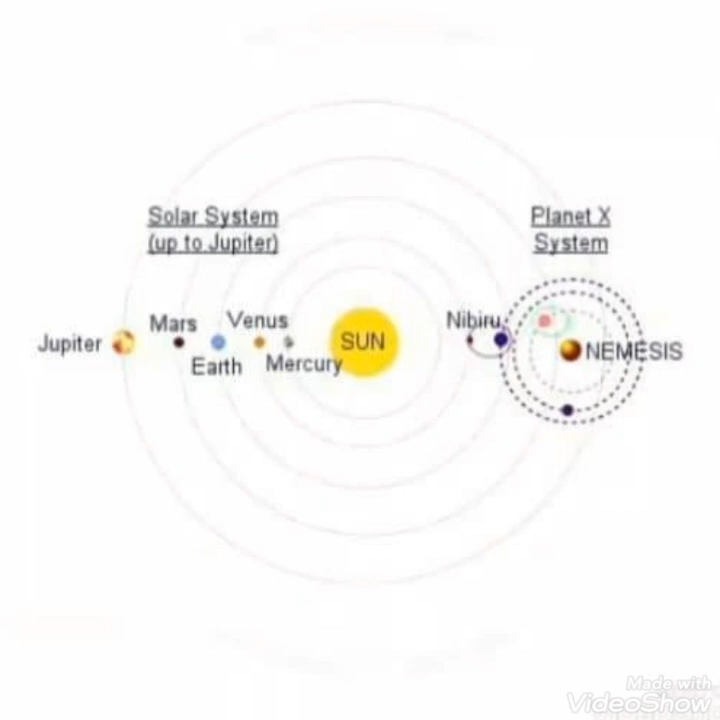 Solar System
(up to Jupiter)
Planet X
System
Jupiter
Mars
Venus
Earth
Mercury
SUN
Nibiru
NEMESIS
Made with
VideoShow